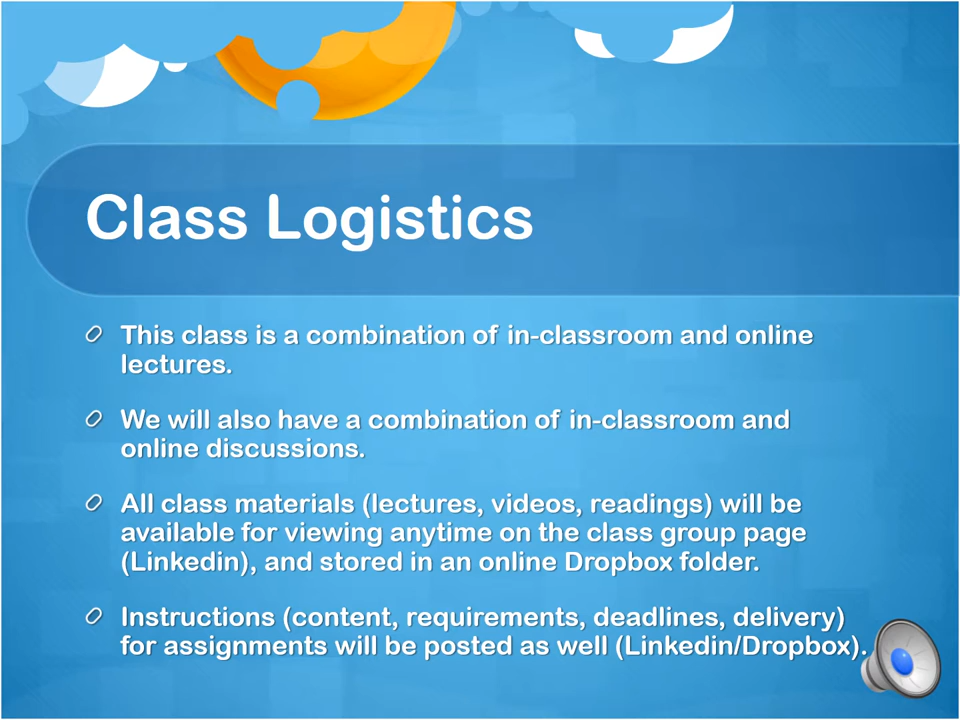 Class Logistics
This class is a combination of in-classroom and online
lectures.
We will also have a combination of in-classroom and
online discussions.
All class materials (lectures, videos, readings) will be
available for viewing anytime on the class group page
(Linkedin), and stored in an online Dropbox folder.
Instructions (content, requirements, deadlines, delivery)
for assignments will be posted as well (Linkedin/Dropbox).